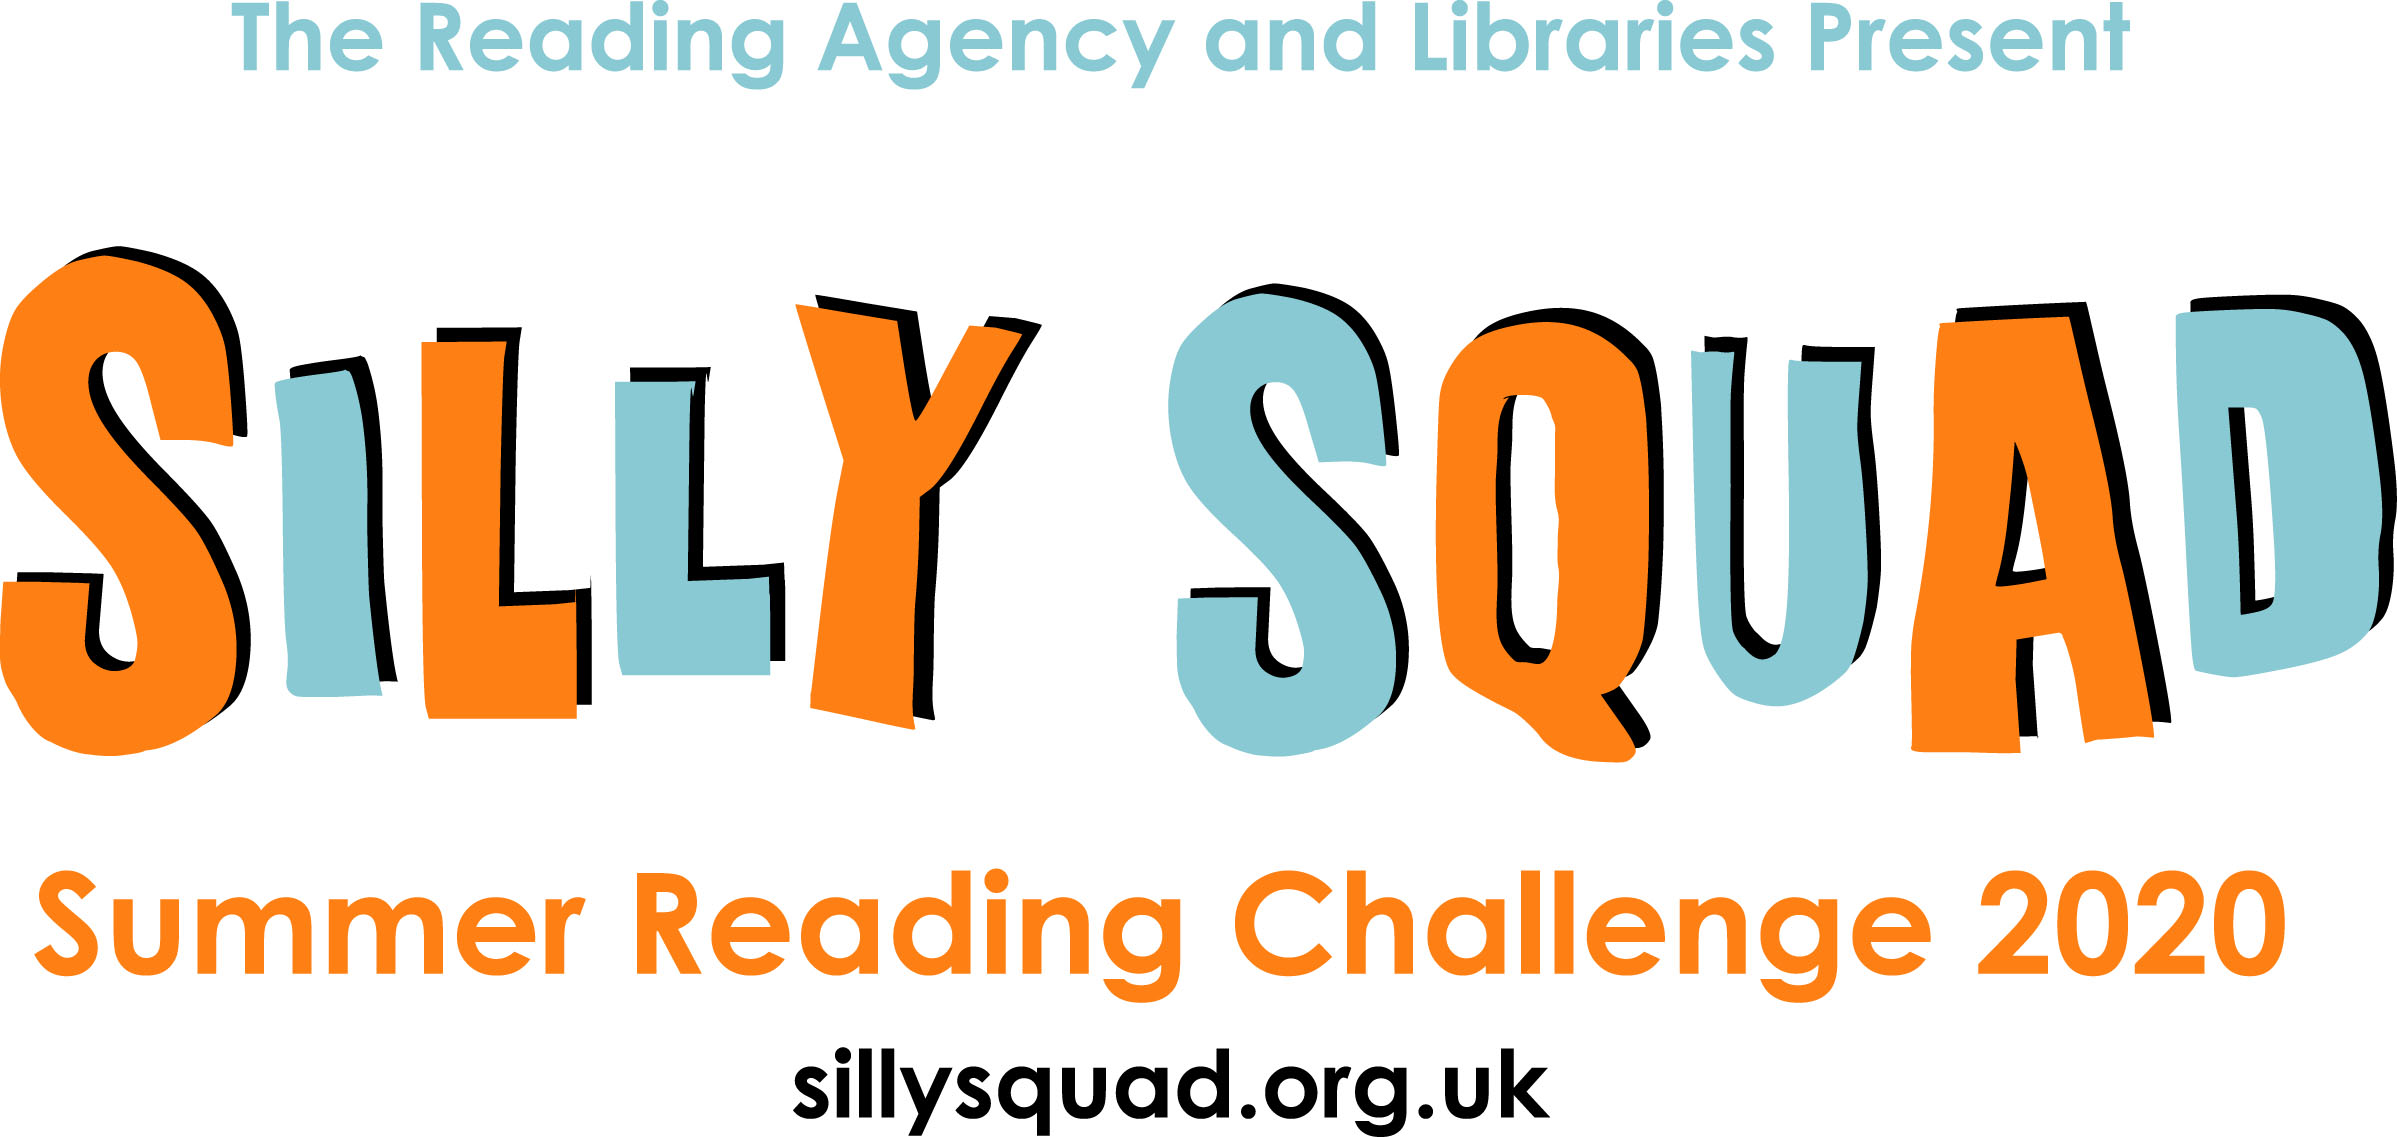 The Reading Agency and Libraries Present
SILLY SQUAD
Summer Reading Challenge 2020
sillysquad.org.uk